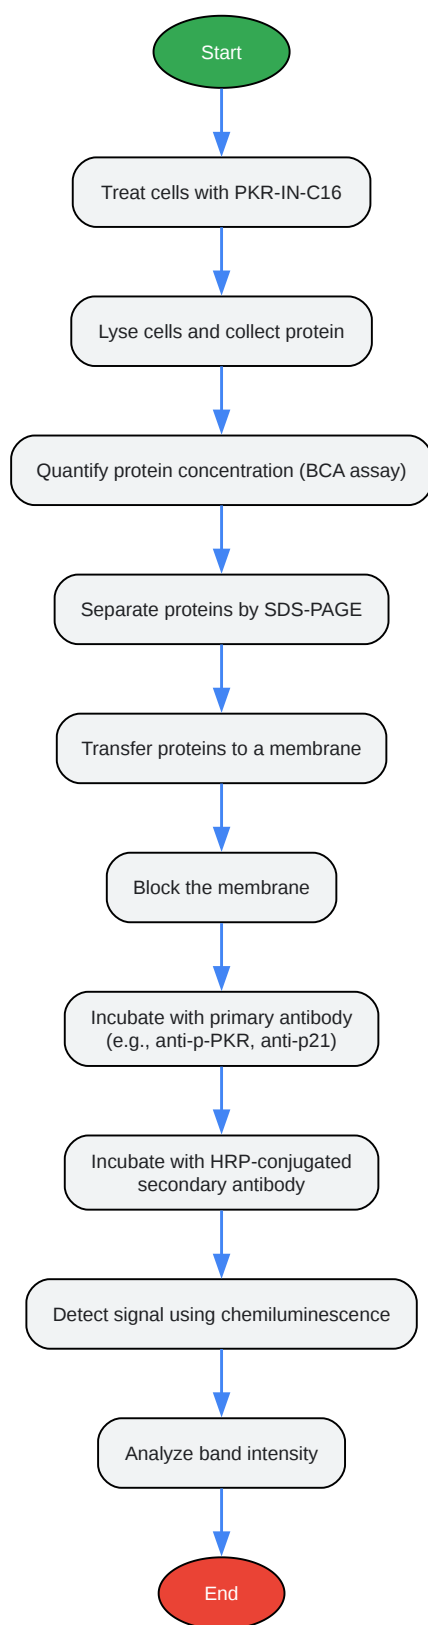 Start
Treat cells with PKR-IN-C16
Lyse cells and collect protein
Quantify protein concentration (BCA assay)
Separate proteins by SDS-PAGE
Transfer proteins to a membrane
Block the membrane
Incubate with primary antibody
(e.g., anti-p-PKR, anti-p21)
Incubate with HRP-conjugated
secondary antibody
Detect signal using chemiluminescence
Analyze band intensity
End